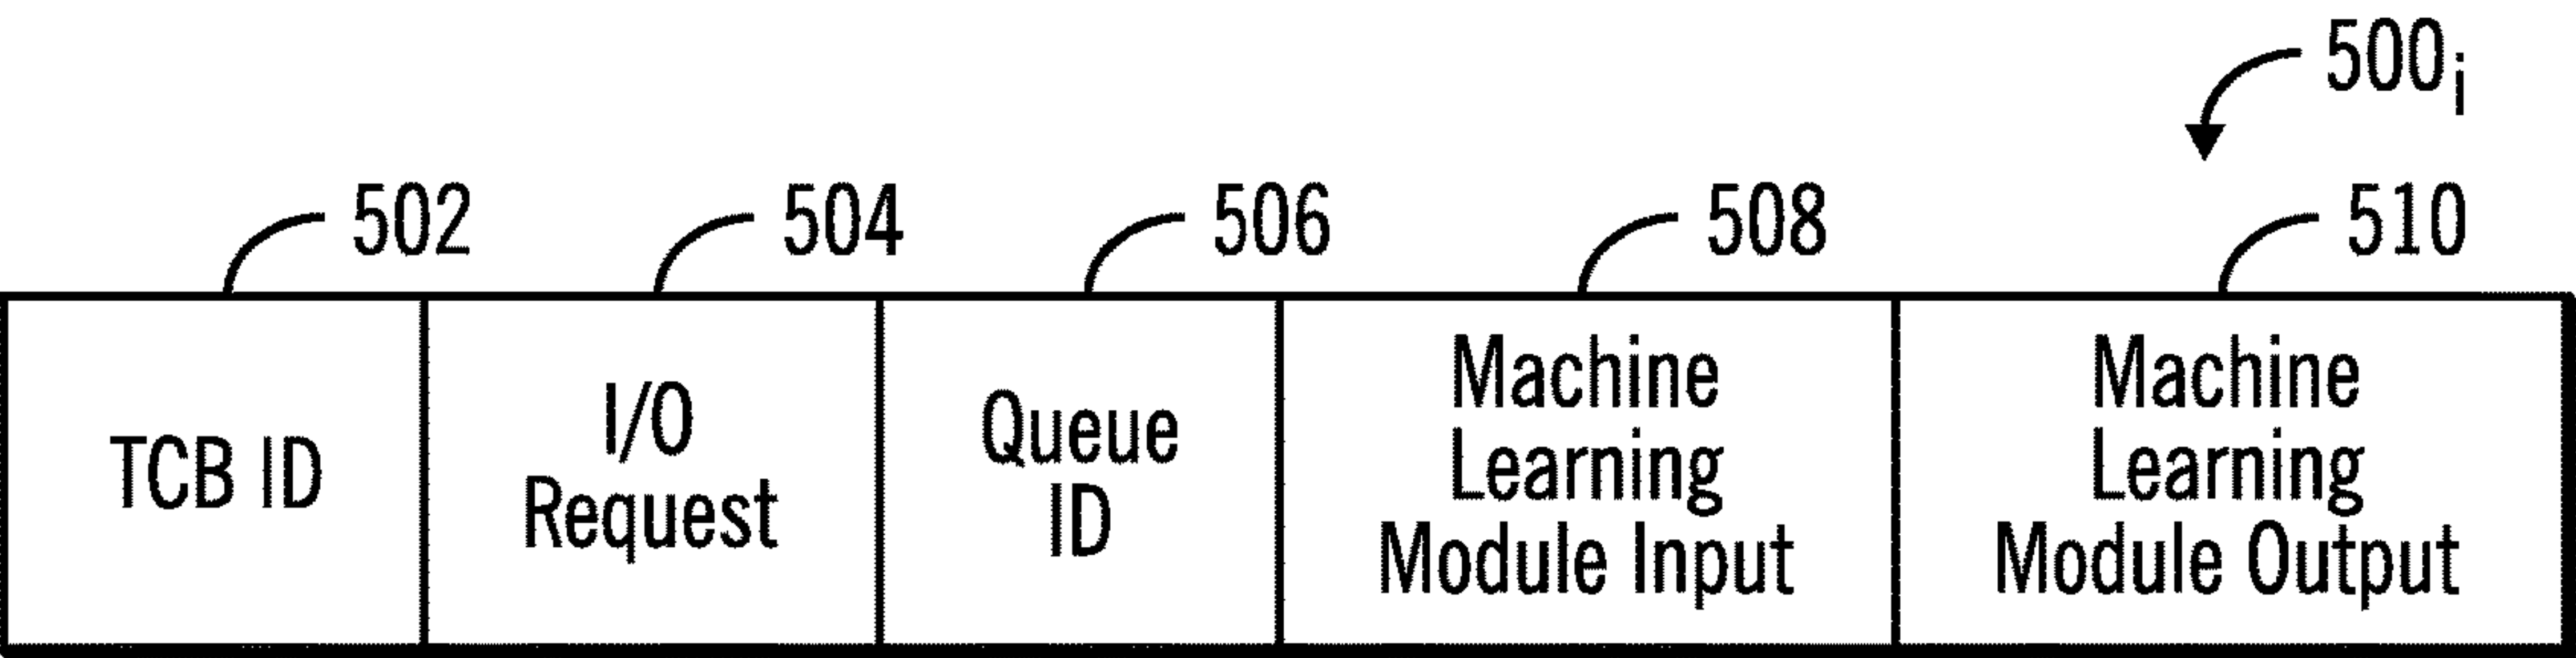 500i
502
504
506
508
510
TCB ID
I/O
Request
Queue
ID
Machine
Learning
Module Input
Machine
Learning
Module Output